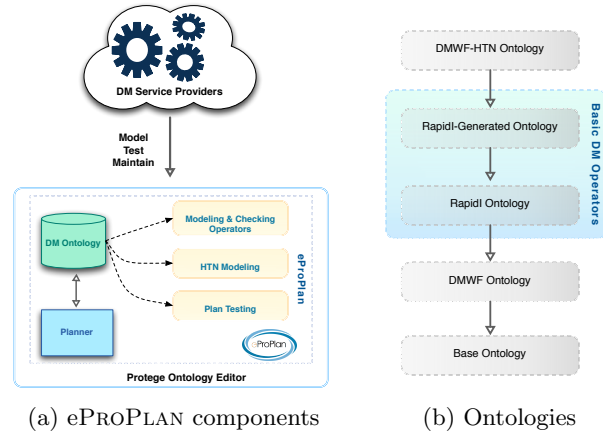 DM Service Providers
Model
Test
Maintain
DM Ontology
Planner
Modeling & Checking
Operators
HTN Modeling
Plan Testing
eProPlan
eProPlan
Protege Ontology Editor
(a) ePROPLAN components
DMWF-HTN Ontology
RapidI-Generated Ontology
RapidI Ontology
Basic DM Operators
DMWF Ontology
Base Ontology
(b) Ontologies